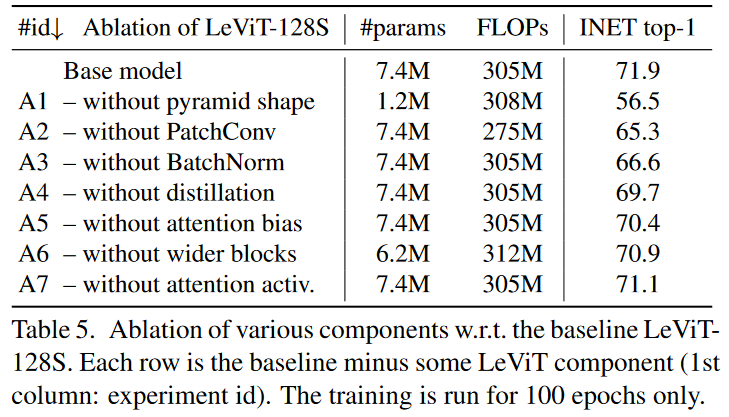 #id↓ Ablation of LeViT-128S #params FLOPs INET top-1
Base model 7.4M 305M 71.9
A1 – without pyramid shape 1.2M 308M 56.5
A2 – without PatchConv 7.4M 275M 65.3
A3 – without BatchNorm 7.4M 305M 66.6
A4 – without distillation 7.4M 305M 69.7
A5 – without attention bias 7.4M 305M 70.4
A6 – without wider blocks 6.2M 312M 70.9
A7 – without attention activ. 7.4M 305M 71.1
Table 5. Ablation of various components w.r.t. the baseline LeViT-
128S. Each row is the baseline minus some LeViT component (1st
column: experiment id). The training is run for 100 epochs only.